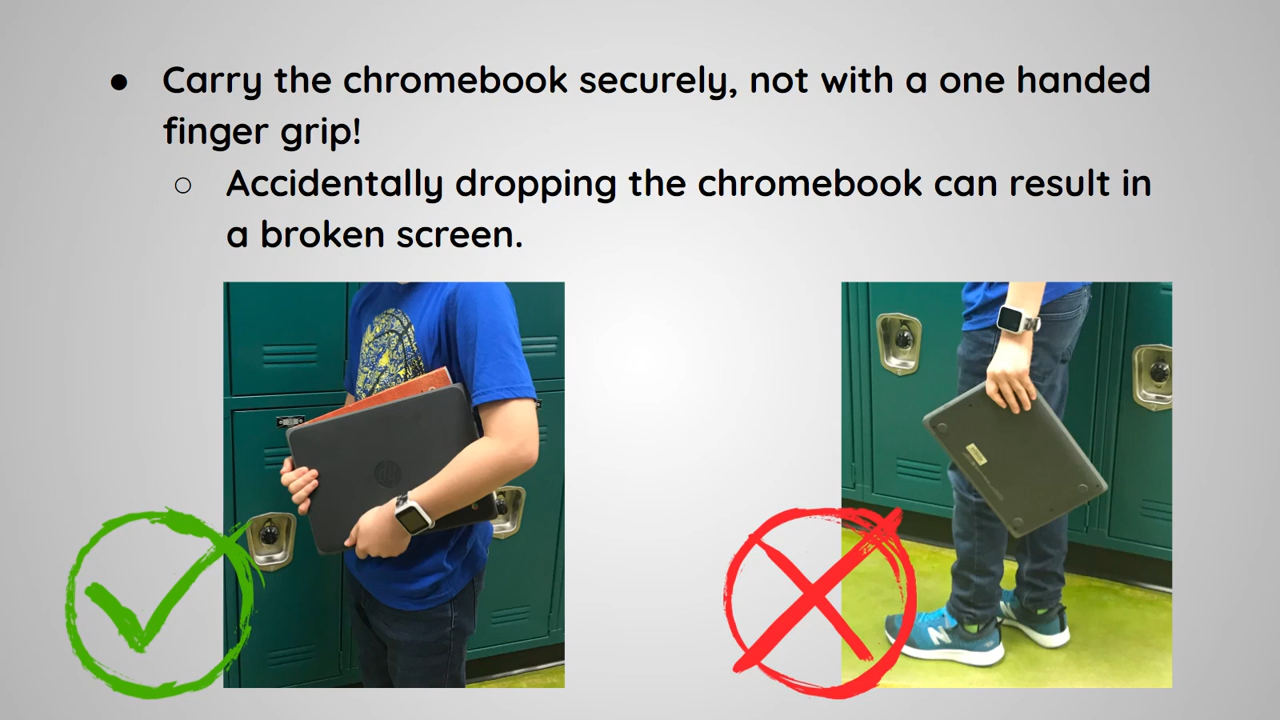 ● Carry the chromebook securely, not with a one handed
finger grip!
○ Accidentally dropping the chromebook can result in
a broken screen.
hp
N